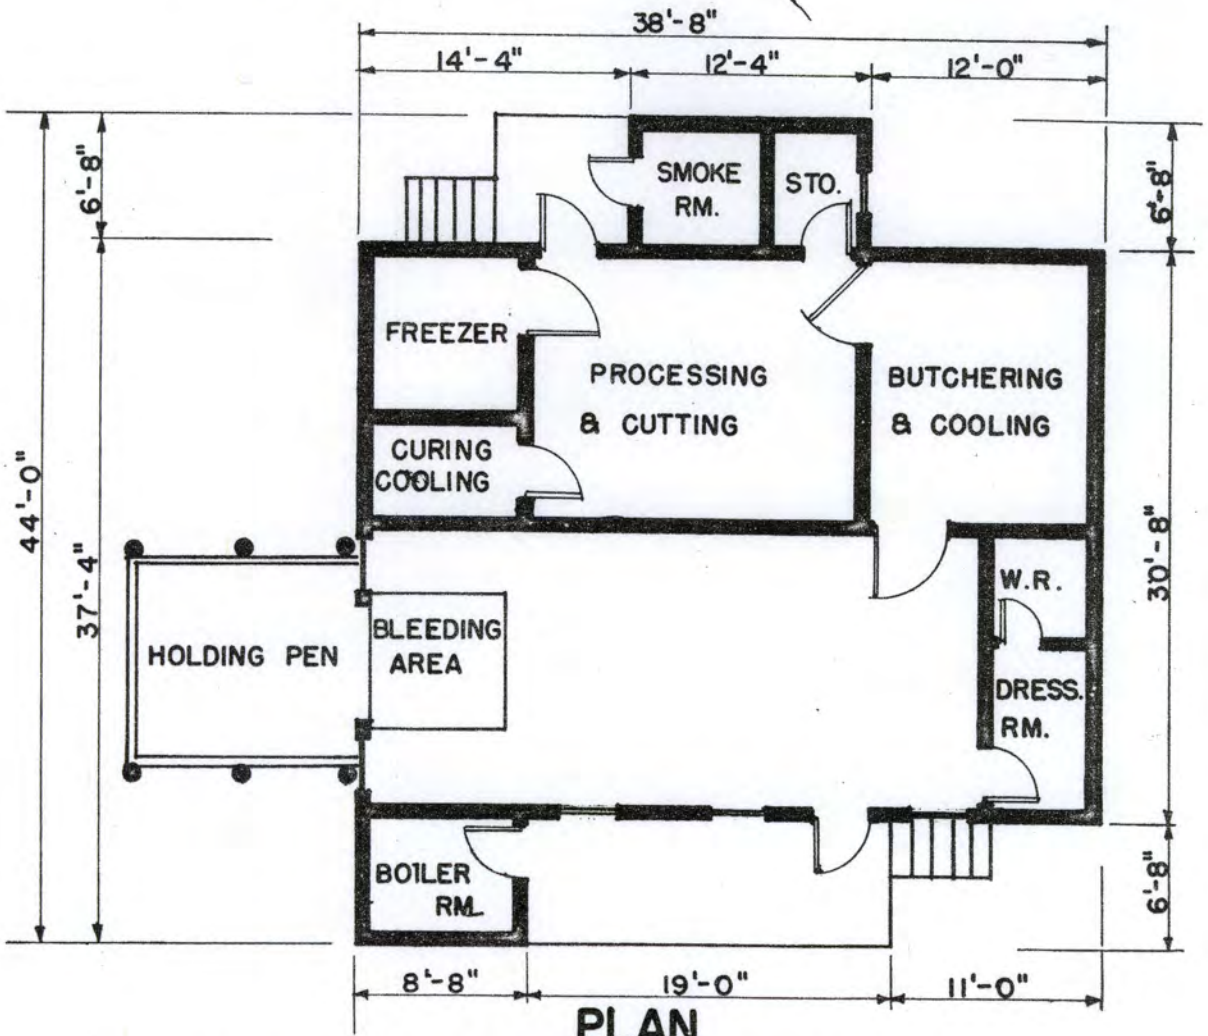 38'-8"
14'-4"
12'-4"
12'-0"
6'-8"
6'-8"
SMOKE
RM.
STO.
FREEZER
PROCESSING
& CUTTING
BUTCHERING
& COOLING
CURING
COOLING
44'-0"
37'-4"
30'-8"
W.R.
HOLDING PEN
BLEEDING
AREA
DRESS.
RM.
BOILER
RM.
6'-8"
8'-8"
19'-0"
11'-0"
PLAN